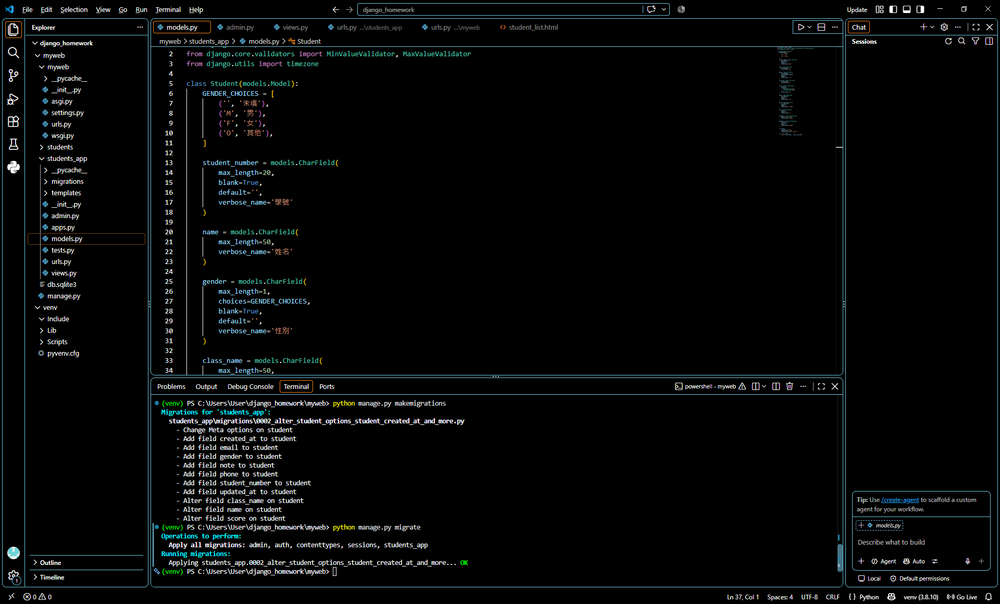 File Edit Selection View Go Run Terminal Help
django_homework
Update
Explorer
django_homework
myweb
myweb
__pycache__
__init__.py
asgi.py
settings.py
urls.py
wsgi.py
students
students_app
__pycache__
migrations
templates
__init__.py
admin.py
apps.py
models.py
tests.py
urls.py
views.py
db.sqlite3
manage.py
venv
Include
Lib
Scripts
pyvenv.cfg
Outline
Timeline
models.py admin.py views.py urls.py ...\students_app urls.py ...\myweb student_list.html
myweb > students_app > models.py > Student
2 from django.core.validators import MinValueValidator, MaxValueValidator
3 from django.utils import timezone
4
5 class Student(models.Model):
6 GENDER_CHOICES = [
7 ('', '未填'),
8 ('M', '男'),
9 ('F', '女'),
10 ('O', '其他'),
11 ]
12
13 student_number = models.CharField(
14 max_length=20,
15 blank=True,
16 default='',
17 verbose_name='學號'
18 )
19
20 name = models.CharField(
21 max_length=50,
22 verbose_name='姓名'
23 )
24
25 gender = models.CharField(
26 max_length=1,
27 choices=GENDER_CHOICES,
28 blank=True,
29 default='',
30 verbose_name='性別'
31 )
32
33 class_name = models.CharField(
34 max_length=50,
Problems Output Debug Console Terminal Ports
powershell - myweb
(venv) PS C:\Users\User\django_homework\myweb> python manage.py makemigrations
Migrations for 'students_app':
students_app\migrations\0002_alter_student_options_student_created_at_and_more.py
- Change Meta options on student
- Add field created_at to student
- Add field email to student
- Add field gender to student
- Add field note to student
- Add field phone to student
- Add field student_number to student
- Add field updated_at to student
- Alter field class_name on student
- Alter field name on student
- Alter field score on student
(venv) PS C:\Users\User\django_homework\myweb> python manage.py migrate
Operations to perform:
Apply all migrations: admin, auth, contenttypes, sessions, students_app
Running migrations:
Applying students_app.0002_alter_student_options_student_created_at_and_more... OK
(venv) PS C:\Users\User\django_homework\myweb>
Chat
Sessions
Tip: Use /create-agent to scaffold a custom
agent for your workflow.
models.py
Describe what to build
Agent Auto
Local Default permissions
1
0 0
Ln 37, Col 1 Spaces: 4 UTF-8 CRLF { } Python venv (3.8.10) Go Live